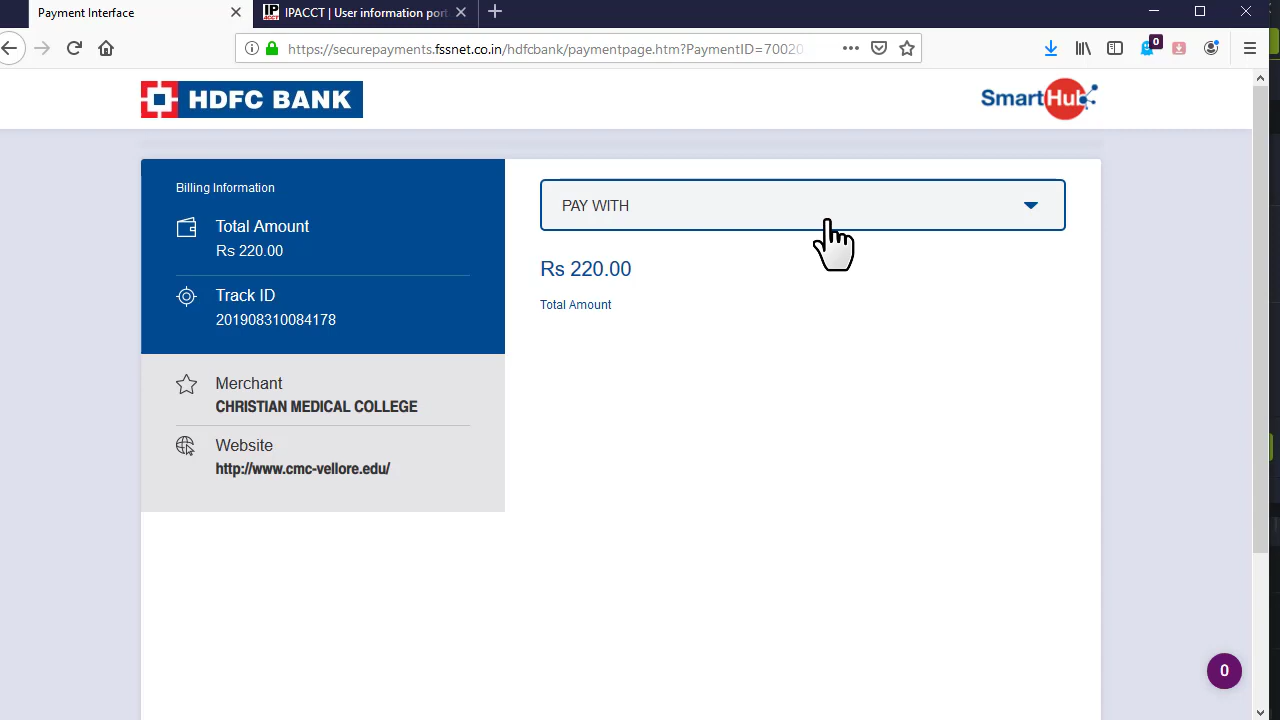 Payment Interface
IPACCT | User information por
https://securepayments.fssnet.co.in/hdfcbank/paymentpage.htm?PaymentID=70020
0
HDFC BANK
SmartHub
Billing Information
Total Amount
Rs 220.00
Track ID
201908310084178
Merchant
CHRISTIAN MEDICAL COLLEGE
Website
http://www.cmc-vellore.edu/
PAY WITH
Rs 220.00
Total Amount
0